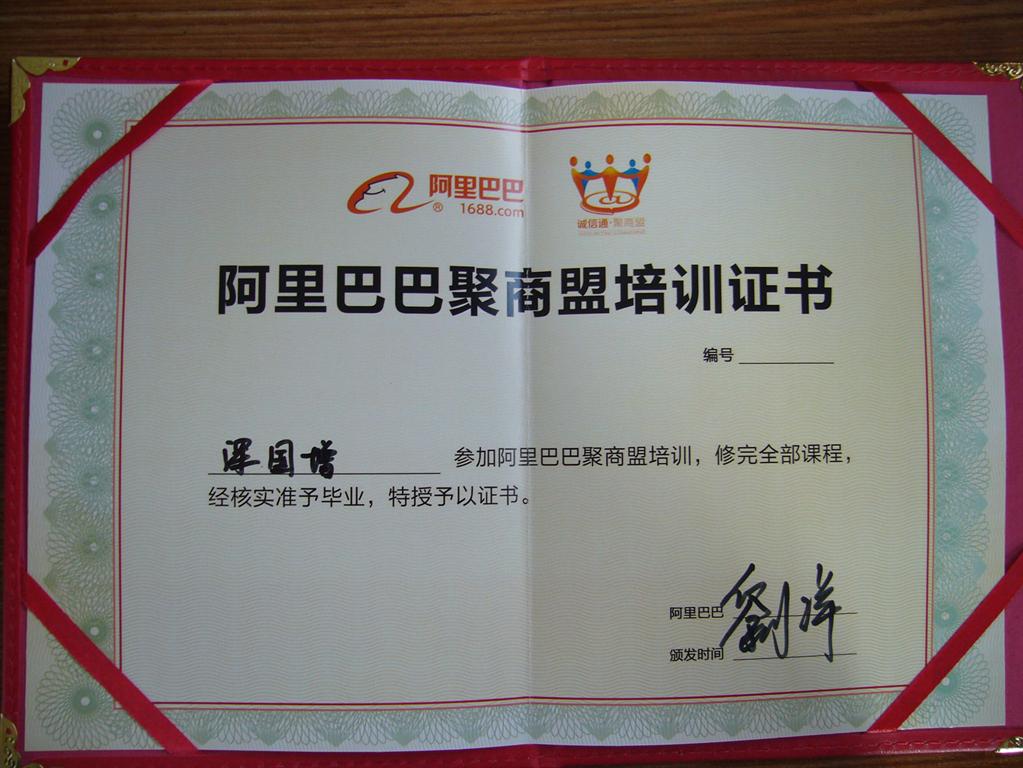 阿里巴巴
® 1688.com
诚信通·聚商盟
阿里巴巴聚商盟培训证书
编号
梁国增 参加阿里巴巴聚商盟培训，修完全部课程，
经核实准予毕业，特授予以证书。
阿里巴巴 劉洋
颁发时间